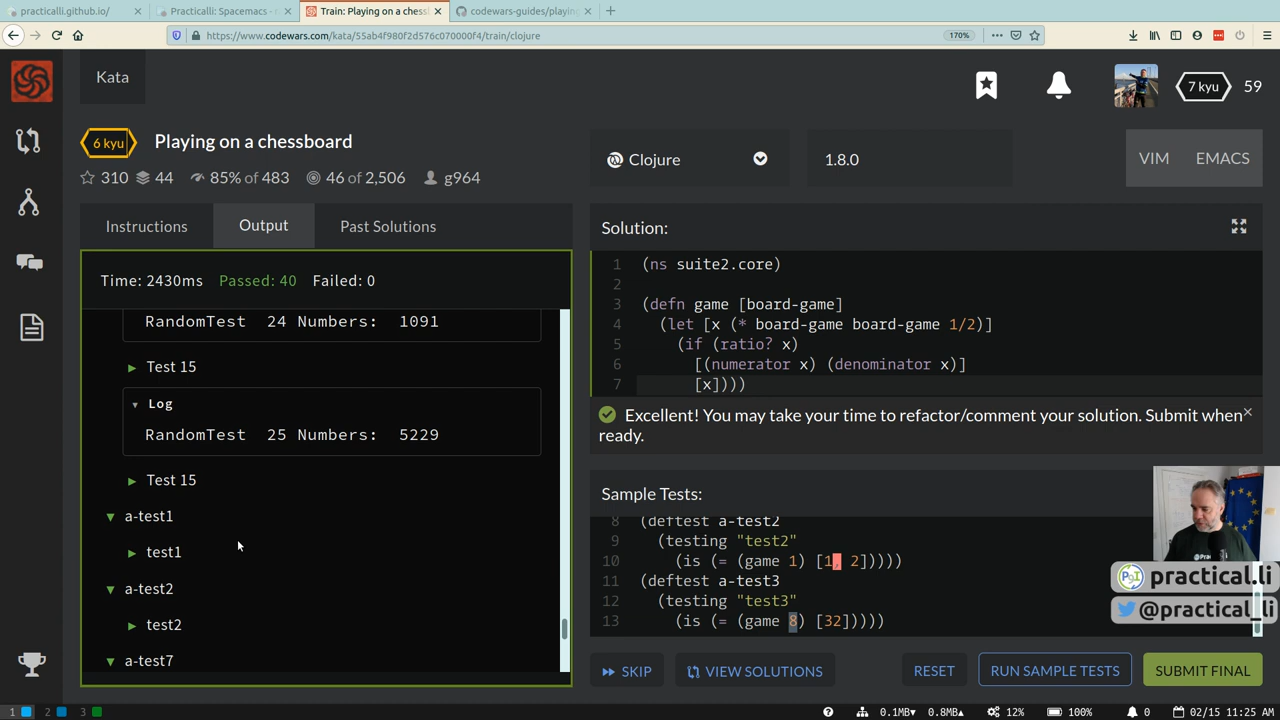 practicalli.github.io/
Practicalli: Spacemacs -
Train: Playing on a chessb
codewars-guides/playing
https://www.codewars.com/kata/55ab4f980f2d576c070000f4/train/clojure
170%
Kata
7 kyu
59
6 kyu
Playing on a chessboard
310
44
85% of 483
46 of 2,506
g964
Clojure
1.8.0
VIM
EMACS
Instructions
Output
Past Solutions
Time: 2430ms
Passed: 40
Failed: 0
RandomTest 24 Numbers: 1091
Test 15
Log
RandomTest 25 Numbers: 5229
Test 15
a-test1
test1
a-test2
test2
a-test7
Solution:
1 (ns suite2.core)
2
3 (defn game [board-game]
4 (let [x (* board-game board-game 1/2)]
5 (if (ratio? x)
6 [(numerator x) (denominator x)]
7 [x])))
Excellent! You may take your time to refactor/comment your solution. Submit when
ready.
Sample Tests:
8 (deftest a-test2
9 (testing "test2"
10 (is (= (game 1) [1, 2]))))
11 (deftest a-test3
12 (testing "test3"
13 (is (= (game 8) [32]))))
practical.li
@practical_li
SKIP
VIEW SOLUTIONS
RESET
RUN SAMPLE TESTS
SUBMIT FINAL
1
2
3
0.1MB
0.8MB
12%
100%
0
02/15 11:25 AM